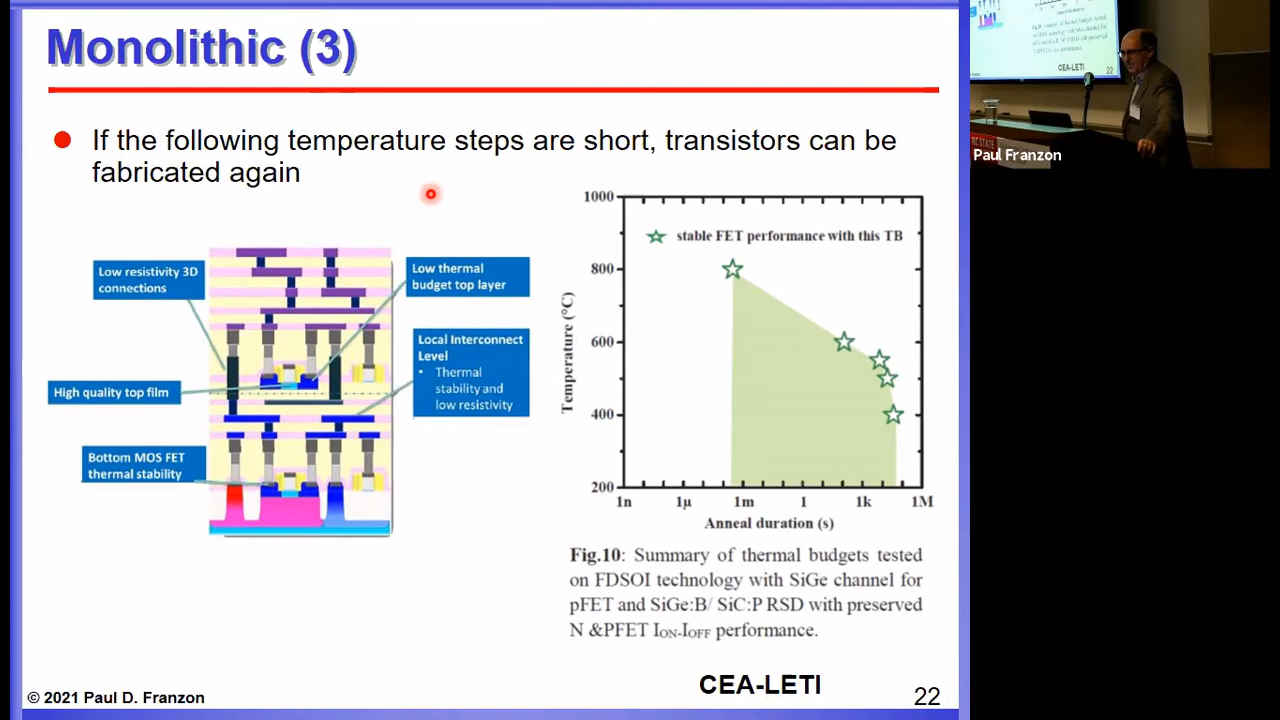 Monolithic (3)
If the following temperature steps are short, transistors can be
fabricated again
Low resistivity 3D
connections
Low thermal
budget top layer
Local Interconnect
Level
• Thermal
stability and
low resistivity
High quality top film
Bottom MOS FET
thermal stability
1000
800
600
400
200
Temperature (°C)
stable FET performance with this TB
1n
1µ
1m
1
1k
1M
Anneal duration (s)
Fig.10: Summary of thermal budgets tested
on FDSOI technology with SiGe channel for
pFET and SiGe:B/ SiC:P RSD with preserved
N &PFET ION-IOFF performance.
CEA-LETI
© 2021 Paul D. Franzon
22
CEA-LETI
22
Paul Franzon